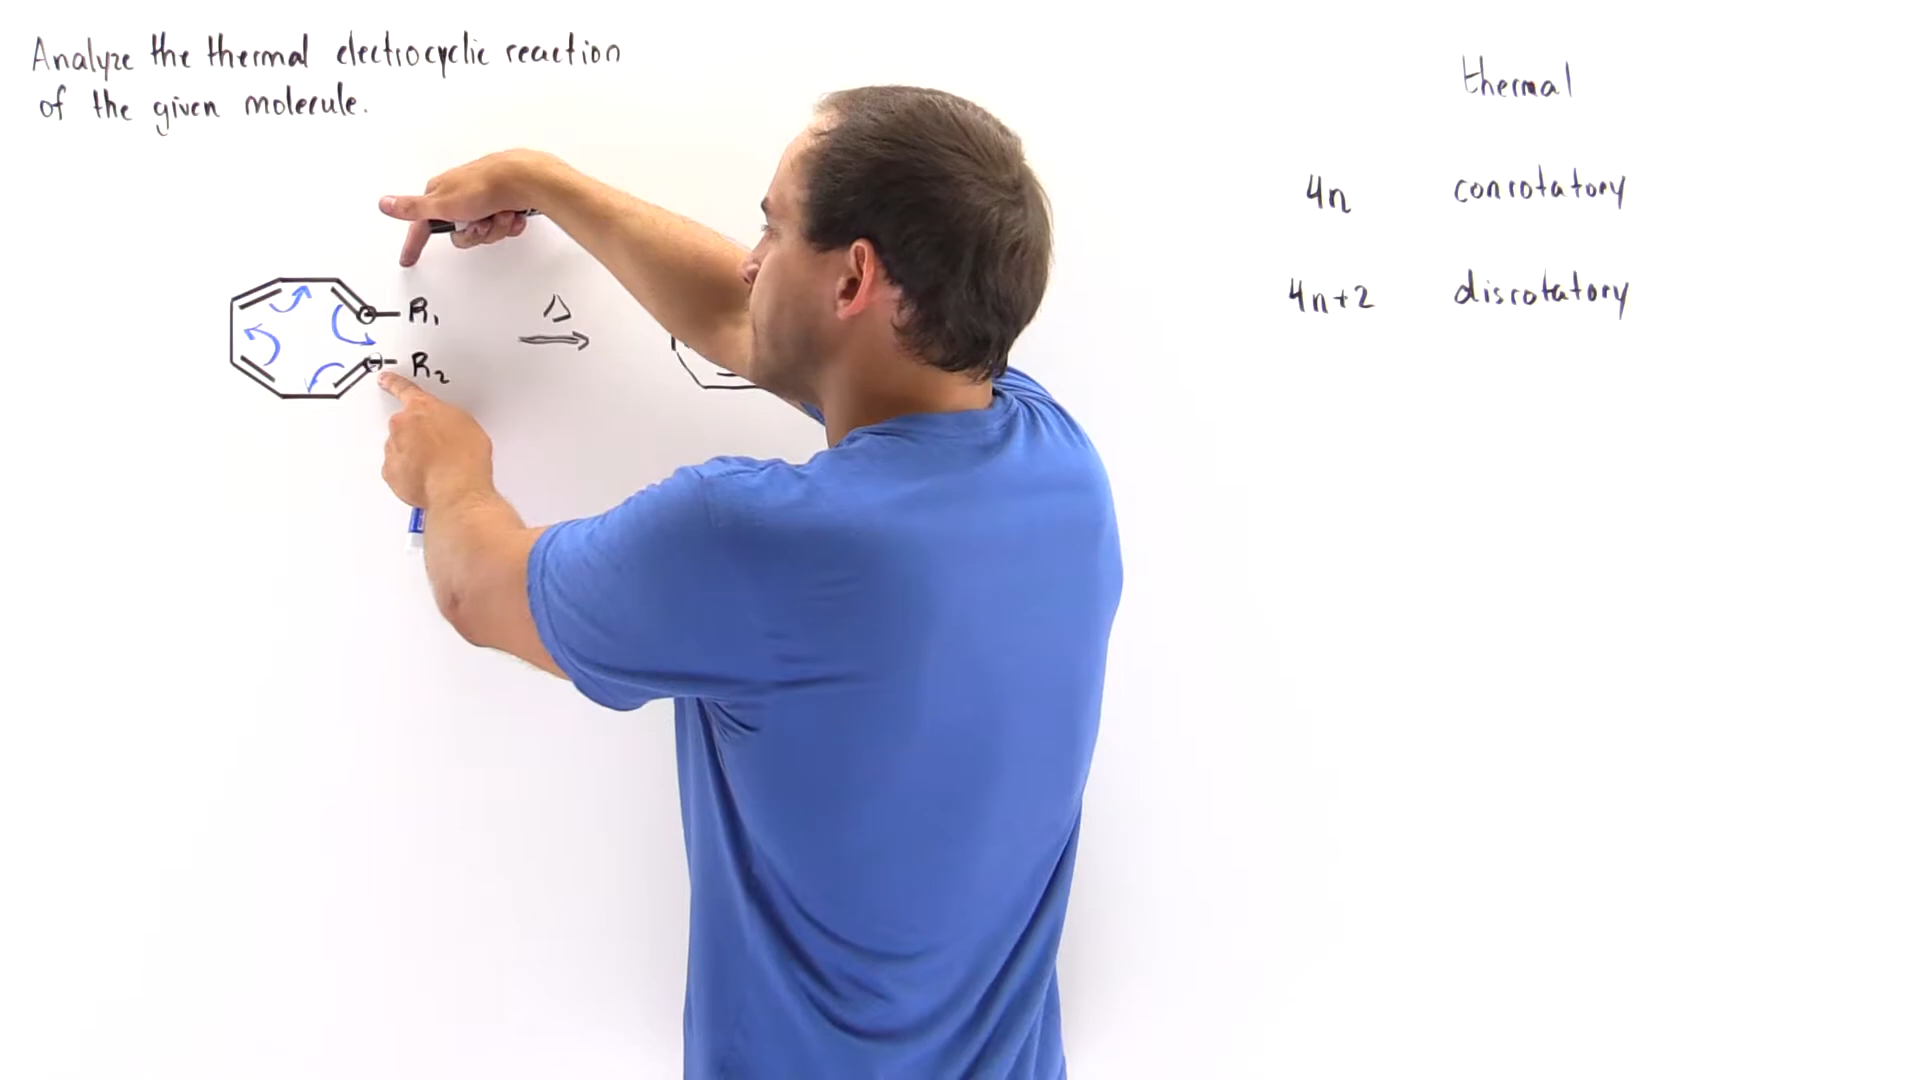 Analyze the thermal electrocyclic reaction
of the given molecule.
thermal
4n conrotatory
4n+2 disrotatory
R₁
Δ
R₂